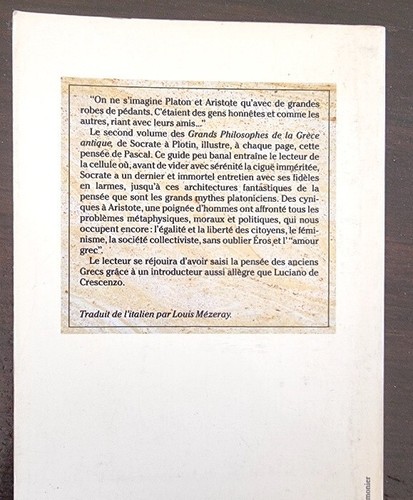 “On ne s'imagine Platon et Aristote qu'avec de grandes
robes de pédants. C'étaient des gens honnêtes et comme les
autres, riant avec leurs amis...”
Le second volume des Grands Philosophes de la Grèce
antique, de Socrate à Plotin, illustre, à chaque page, cette
pensée de Pascal. Ce guide peu banal entraîne le lecteur de
la cellule où, avant de vider avec sérénité la ciguë imméritée,
Socrate a un dernier et immortel entretien avec ses fidèles
en larmes, jusqu'à ces architectures fantastiques de la
pensée que sont les grands mythes platoniciens. Des cyni-
ques à Aristote, une poignée d'hommes ont affronté tous les
problèmes métaphysiques, moraux et politiques, qui nous
occupent encore : l'égalité et la liberté des citoyens, le fémi-
nisme, la société collectiviste, sans oublier Éros et l' “amour
grec”.
Le lecteur se réjouira d'avoir saisi la pensée des anciens
Grecs grâce à un introducteur aussi allègre que Luciano de
Crescenzo.
Traduit de l'italien par Louis Mézeray.